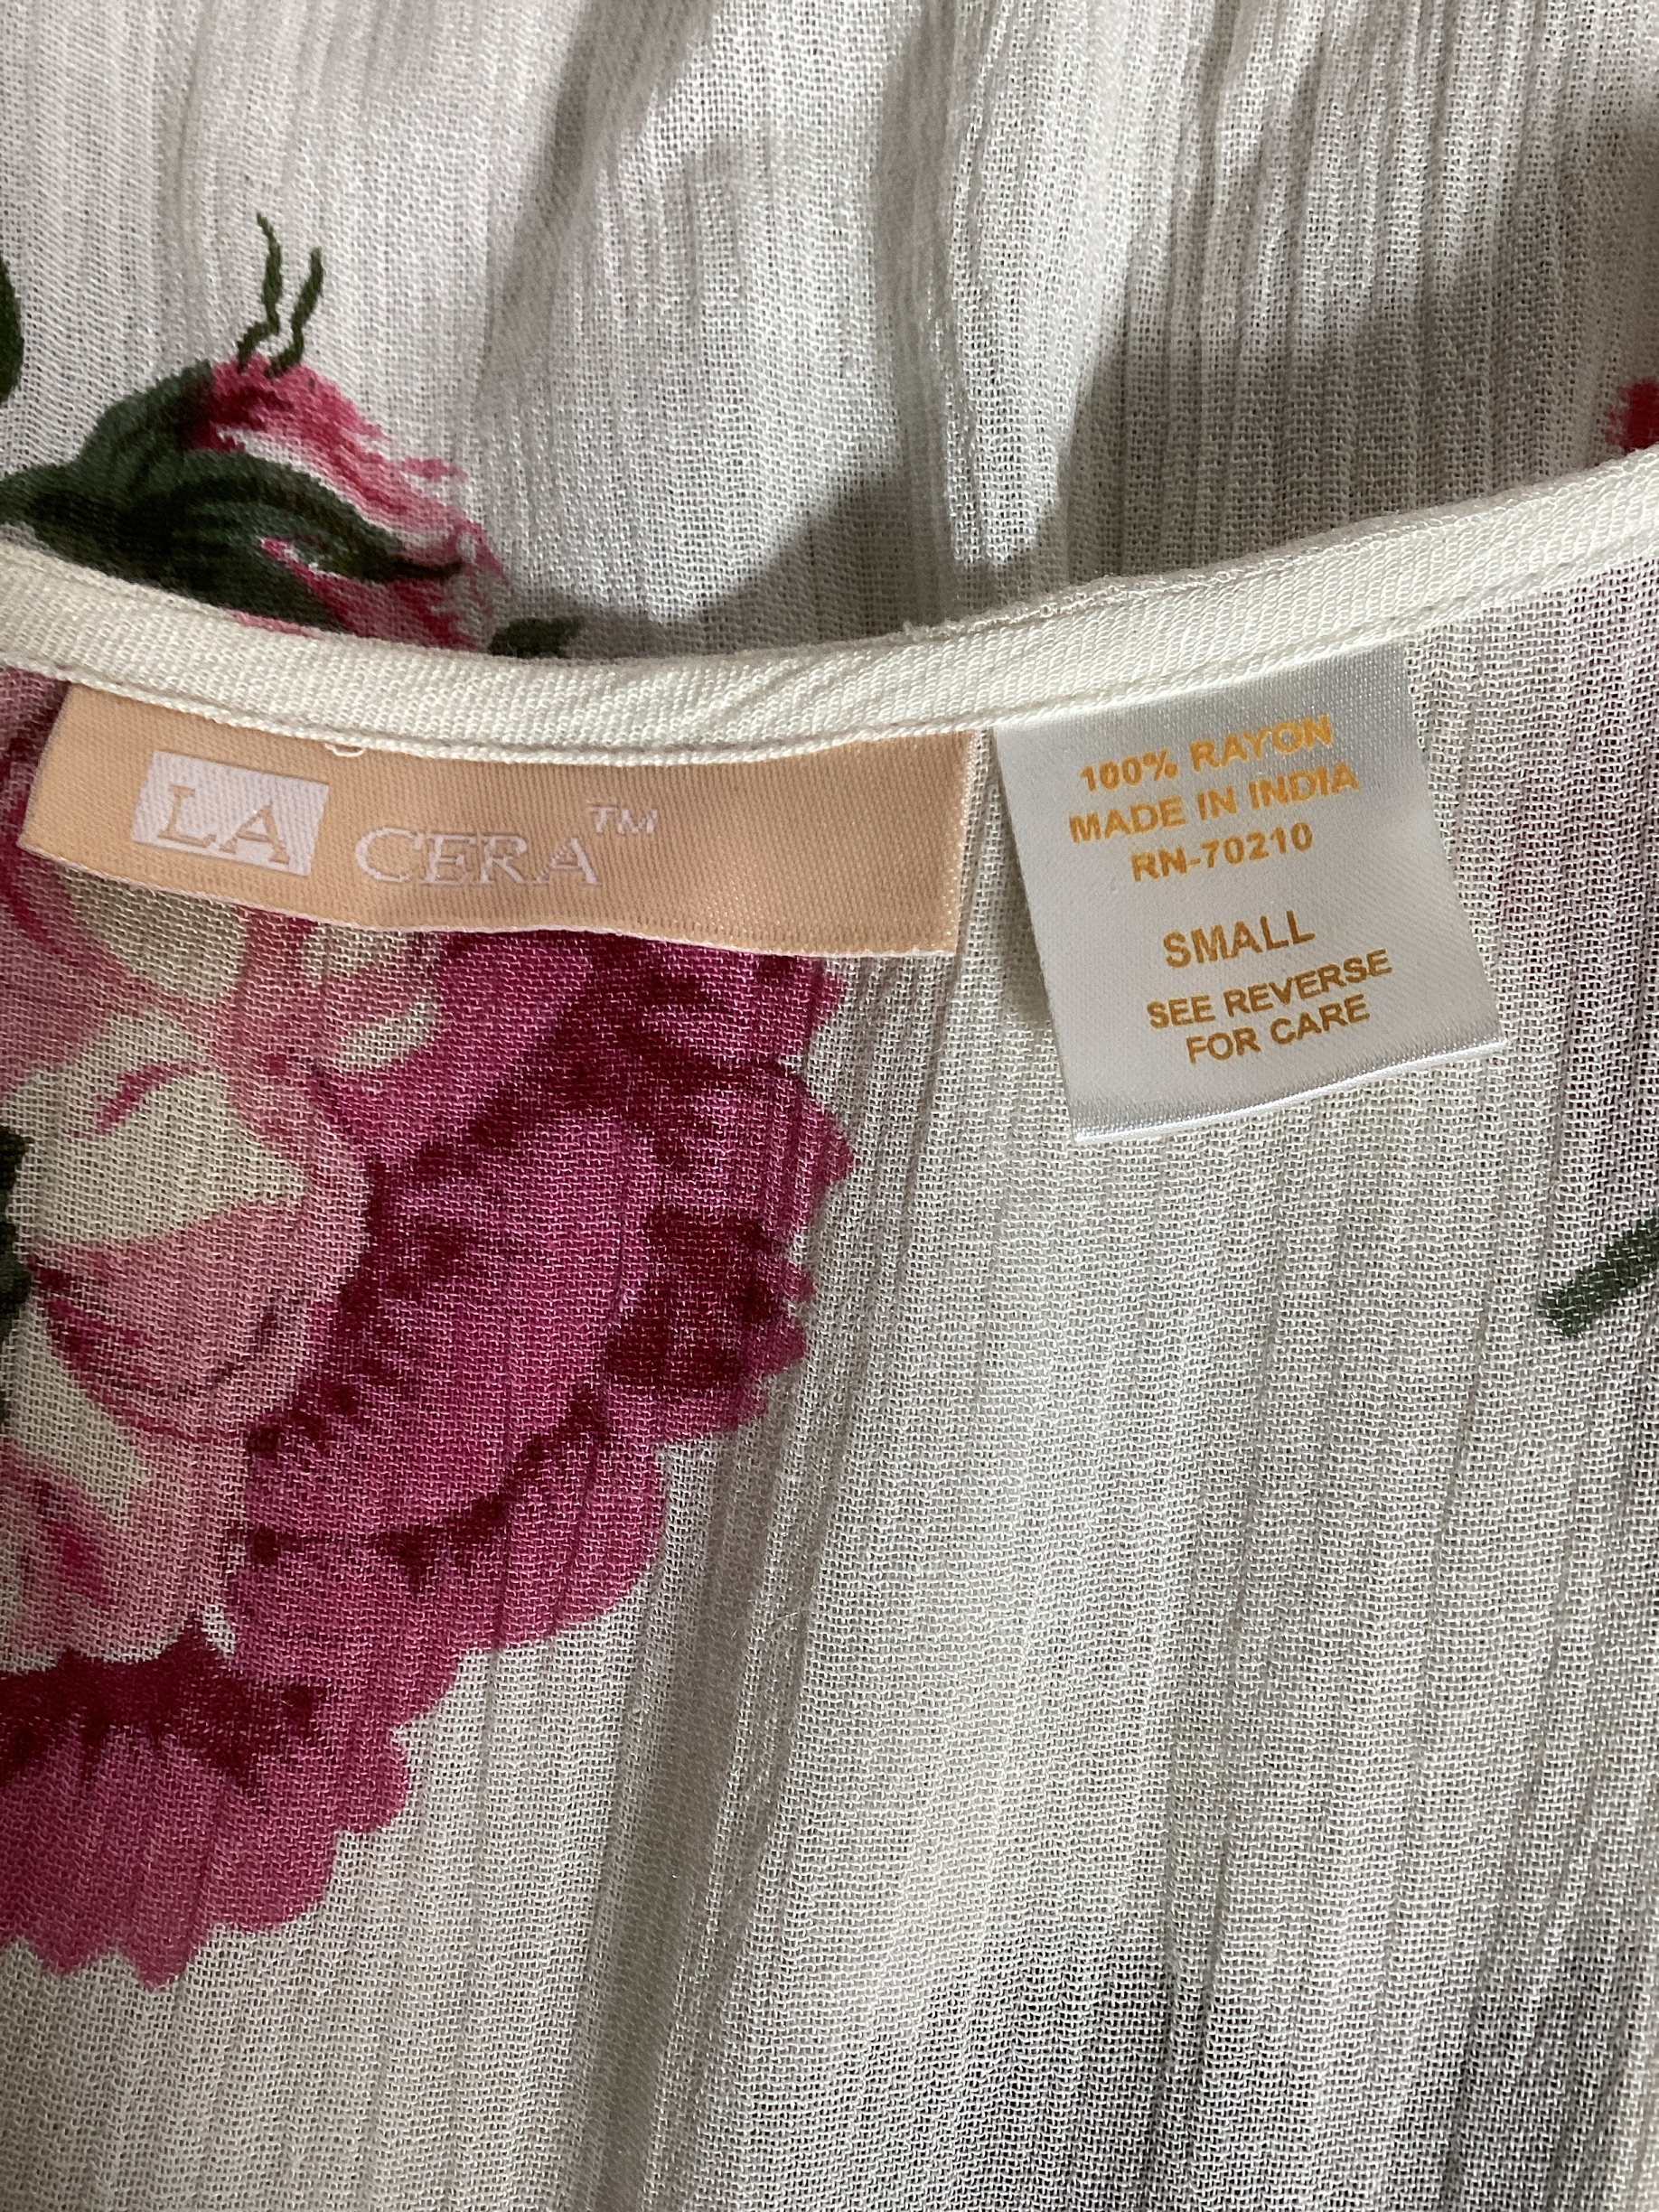 LA CERA™
100% RAYON
MADE IN INDIA
RN-70210
SMALL
SEE REVERSE
FOR CARE